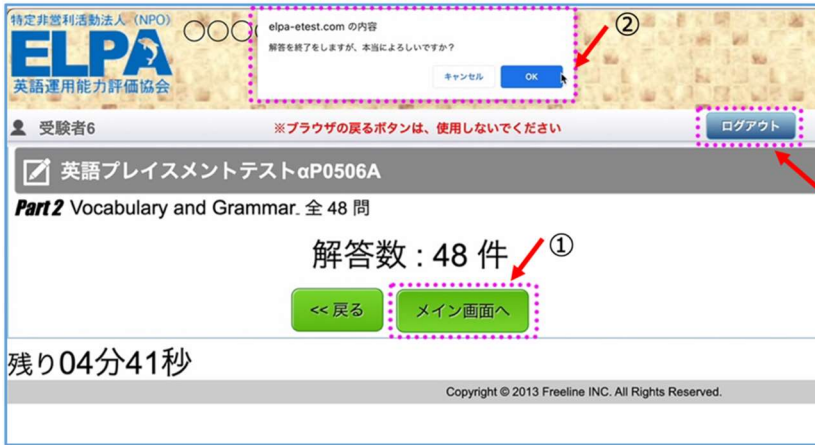 特定非営利活動法人（NPO）
ELPA
英語運用能力評価協会
〇〇〇
elpa-etest.com の内容
解答を終了をしますが、本当によろしいですか？
キャンセル
OK
②
受験者6
※ブラウザの戻るボタンは、使用しないでください
ログアウト
英語プレイスメントテストαP0506A
Part 2 Vocabulary and Grammar. 全 48 問
解答数 : 48 件
①
<< 戻る
メイン画面へ
残り04分41秒
Copyright © 2013 Freeline INC. All Rights Reserved.